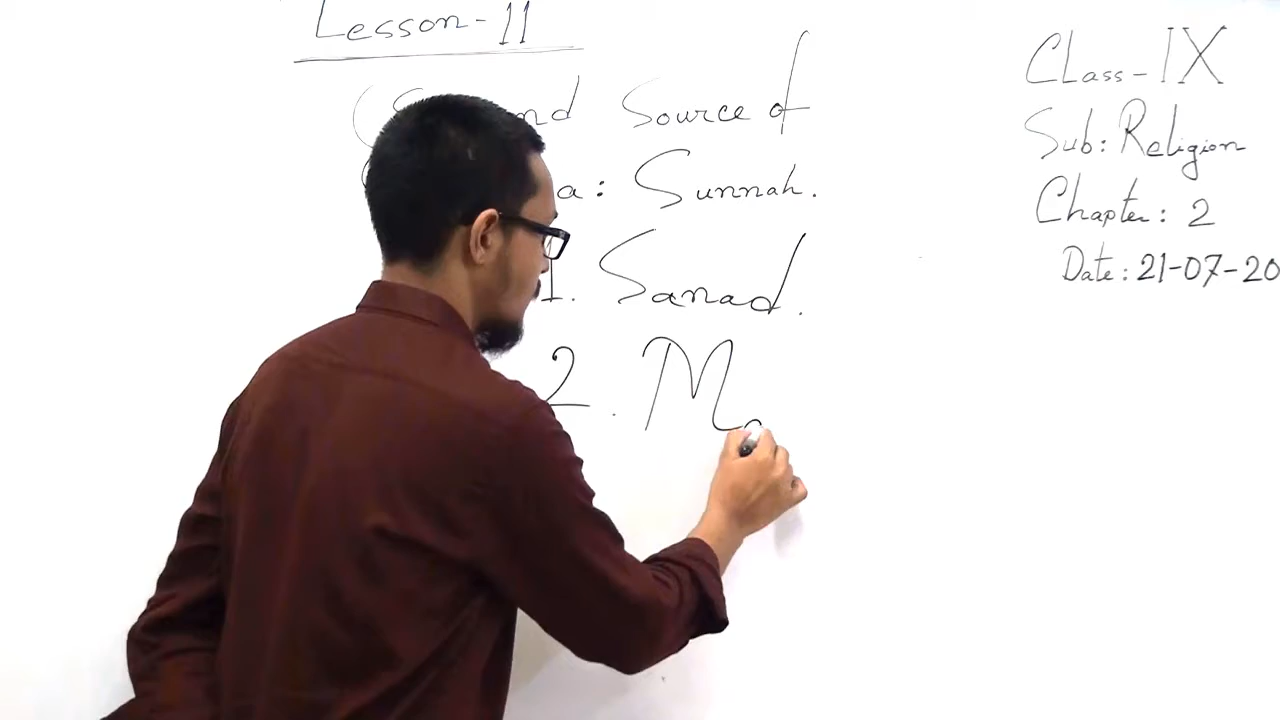 Lesson-11
Source of
a: Sunnah.
1. Sanad.
2. M
Class-IX
Sub: Religion
Chapter: 2
Date: 21-07-20